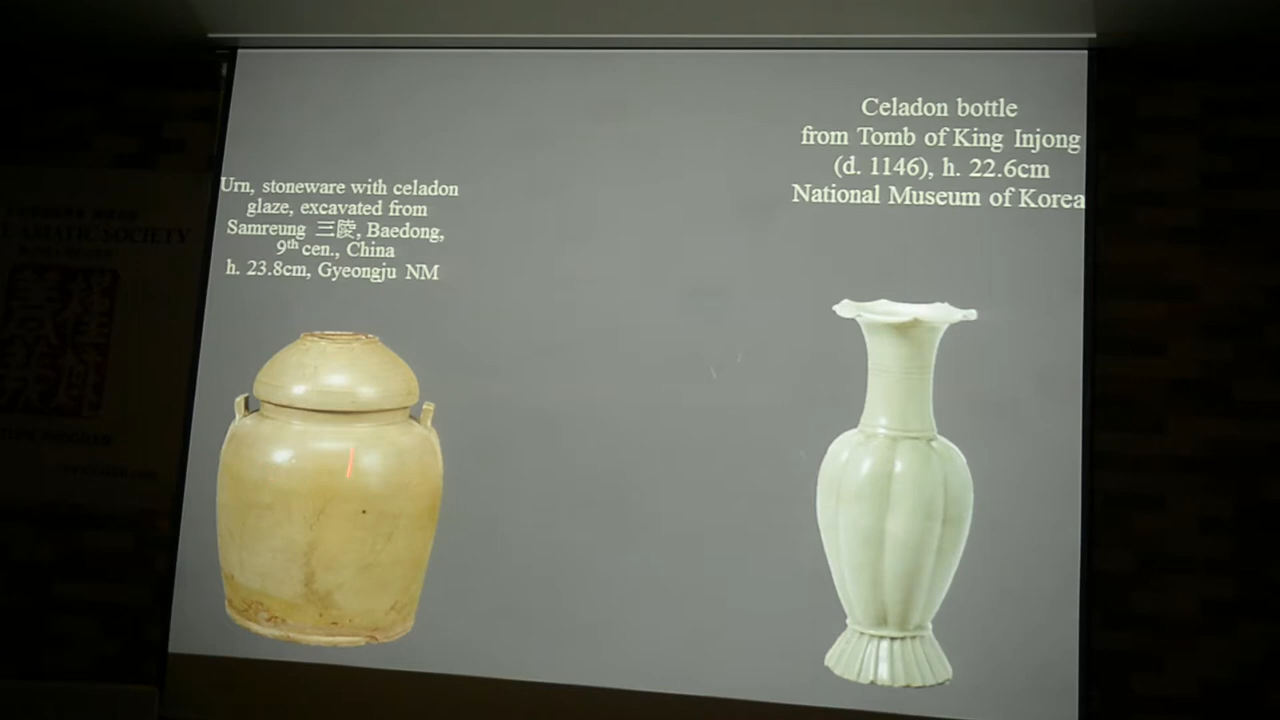 Urn, stoneware with celadon
glaze, excavated from
Samreung 三陵, Baedong,
9th cen., China
h. 23.8cm, Gyeongju NM
Celadon bottle
from Tomb of King Injong
(d. 1146), h. 22.6cm
National Museum of Korea
SOCIETY